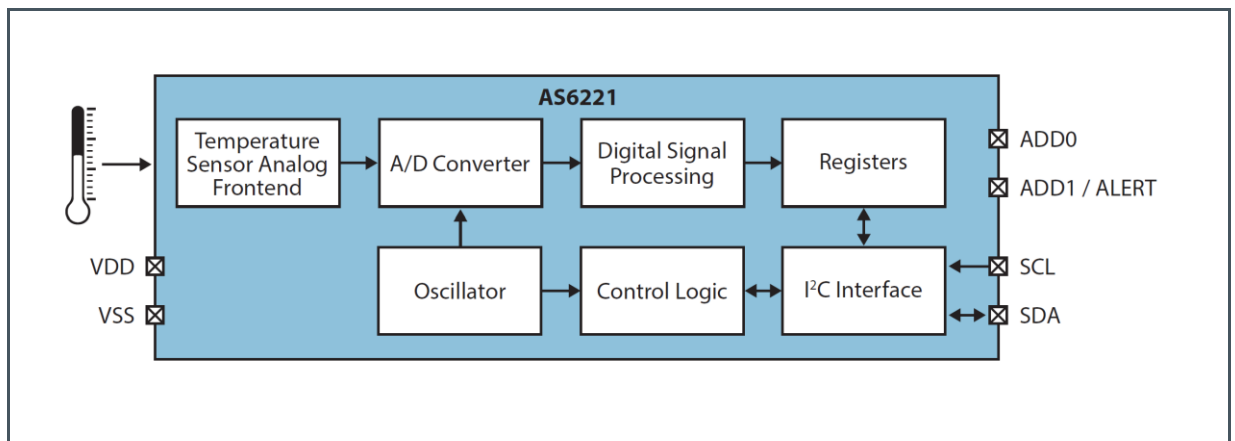 AS6221
Temperature
Sensor Analog
Frontend
A/D Converter
Digital Signal
Processing
Registers
ADD0
ADD1 / ALERT
VDD
VSS
Oscillator
Control Logic
I²C Interface
SCL
SDA